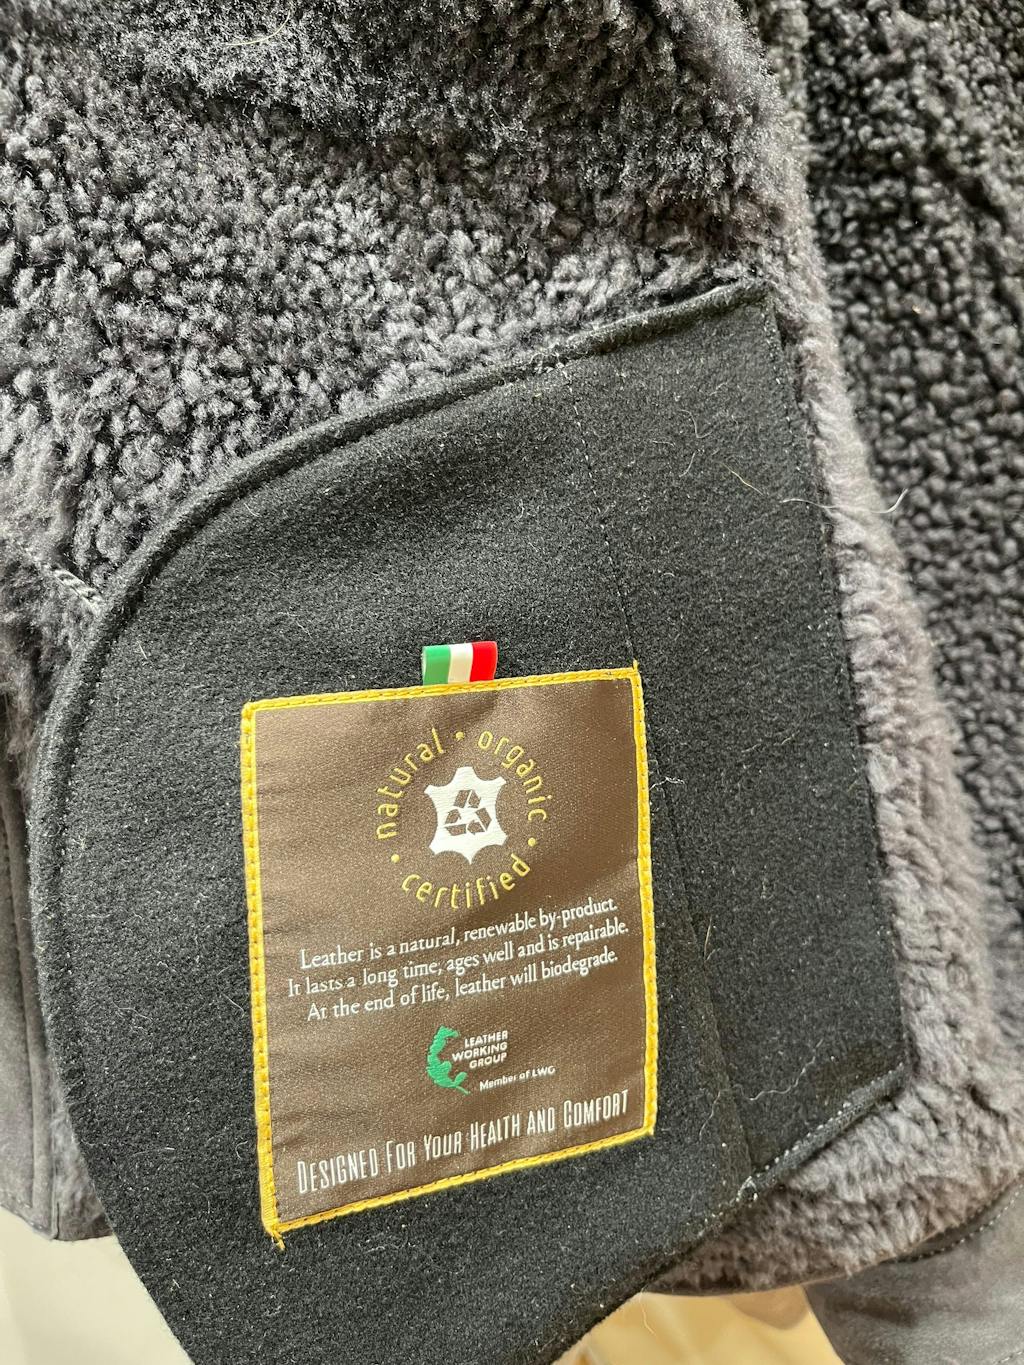 natural • organic • certified •
Leather is a natural, renewable by-product.
It lasts a long time, ages well and is repairable.
At the end of life, leather will biodegrade.
LEATHER
WORKING
GROUP
Member of LWG
DESIGNED FOR YOUR HEALTH AND COMFORT